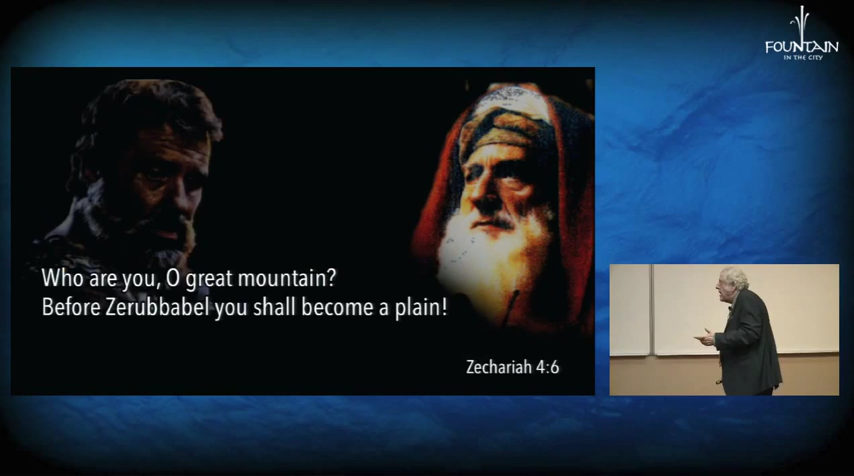 FOUNTAIN
IN THE CITY
Who are you, O great mountain?
Before Zerubbabel you shall become a plain!
Zechariah 4:6